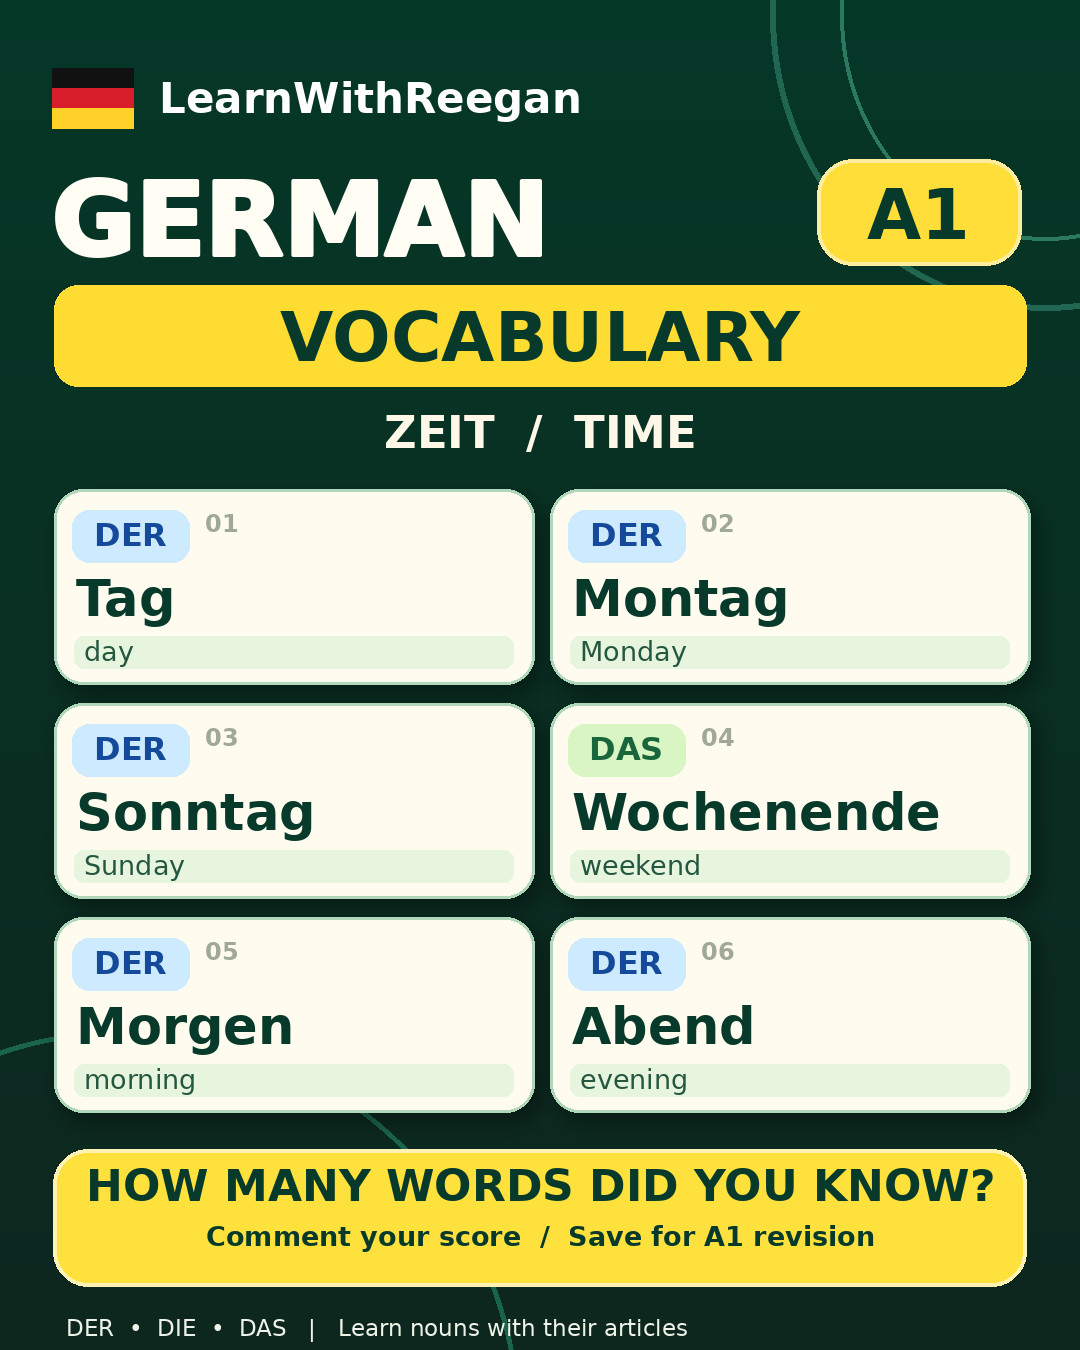 LearnWithReegan
GERMAN
A1
VOCABULARY
ZEIT / TIME
DER 01
Tag
day
DER 02
Montag
Monday
DER 03
Sonntag
Sunday
DAS 04
Wochenende
weekend
DER 05
Morgen
morning
DER 06
Abend
evening
HOW MANY WORDS DID YOU KNOW?
Comment your score / Save for A1 revision
DER • DIE • DAS | Learn nouns with their articles